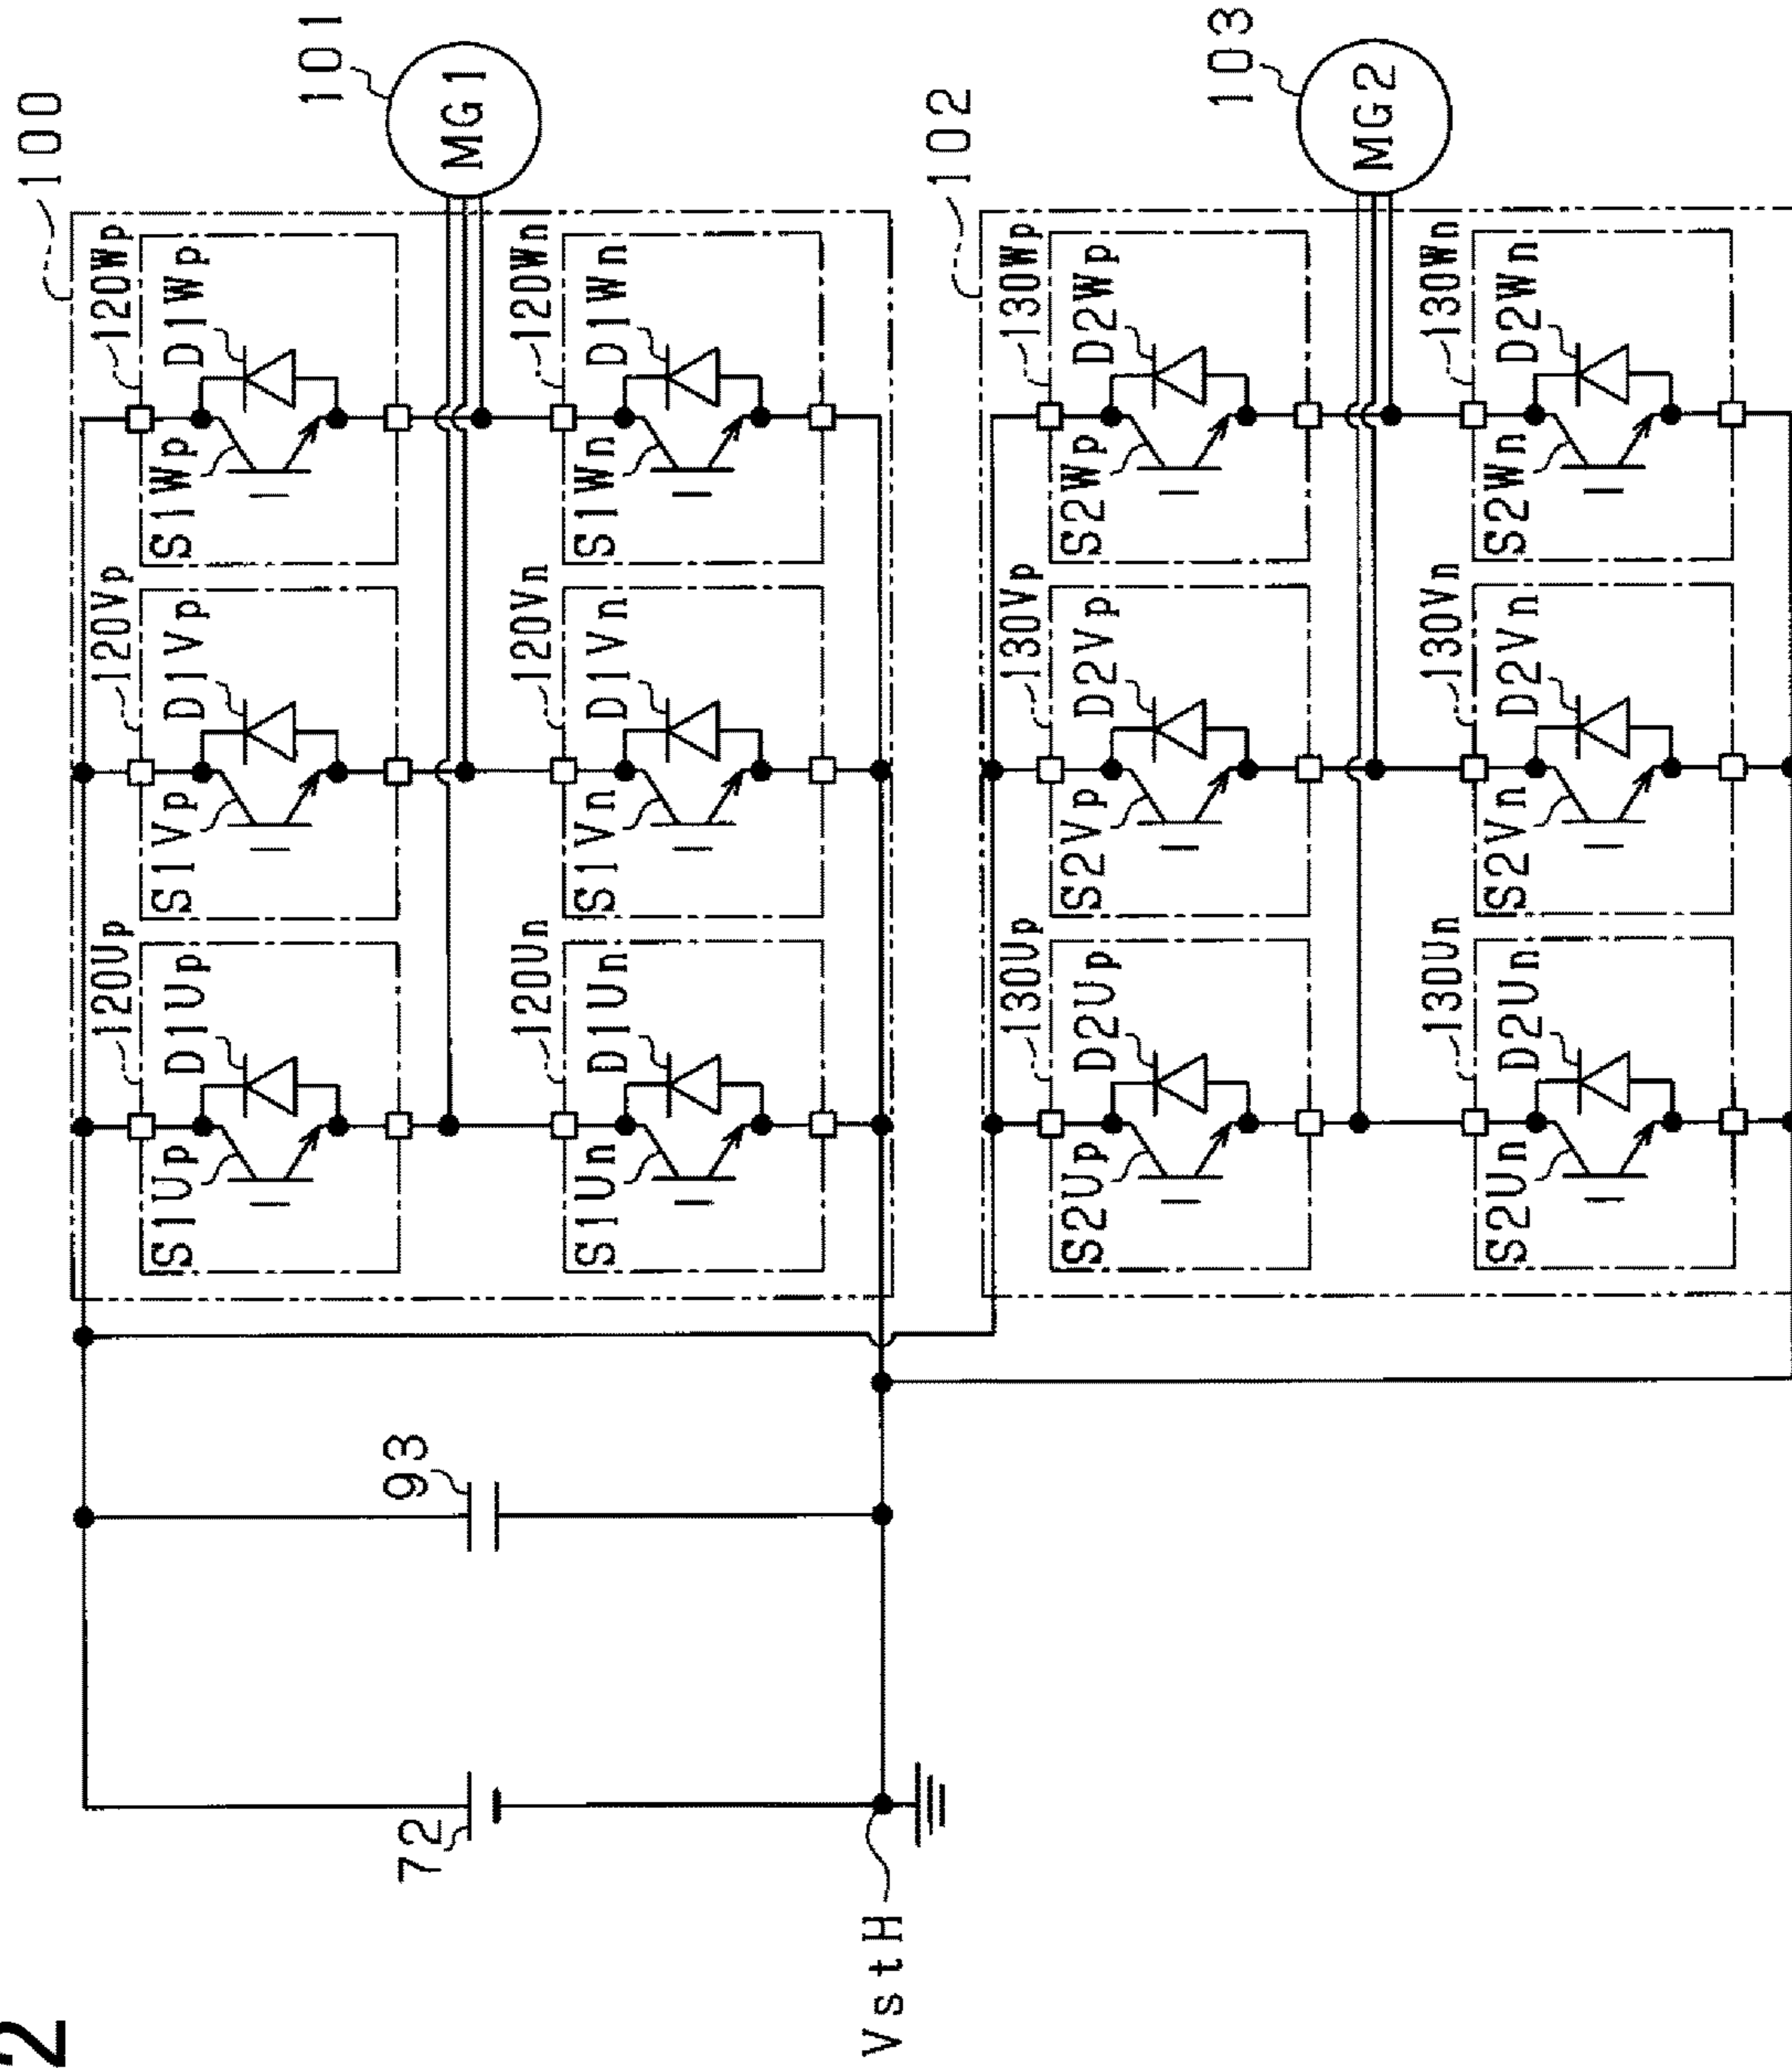 2
100
101
MG1
120Up
120Vp
120Wp
S1Up
D1Up
S1Vp
D1Vp
S1Wp
D1Wp
120Un
120Vn
120Wn
S1Un
D1Un
S1Vn
D1Vn
S1Wn
D1Wn
72
93
VstH
102
103
MG2
130Up
130Vp
130Wp
S2Up
D2Up
S2Vp
D2Vp
S2Wp
D2Wp
130Un
130Vn
130Wn
S2Un
D2Un
S2Vn
D2Vn
S2Wn
D2Wn